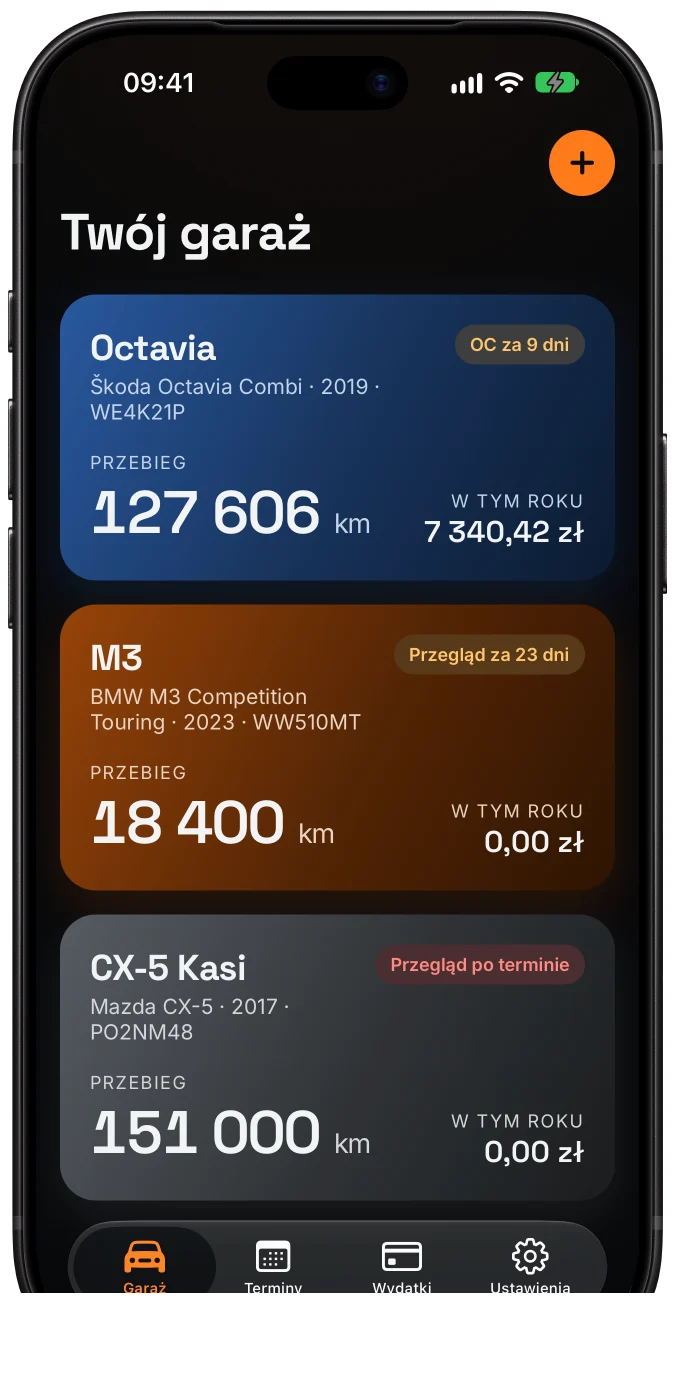 09:41
Twój garaż
Octavia
OC za 9 dni
Škoda Octavia Combi · 2019 ·
WE4K21P
PRZEBIEG
127 606 km
W TYM ROKU
7 340,42 zł
M3
Przegląd za 23 dni
BMW M3 Competition
Touring · 2023 · WW510MT
PRZEBIEG
18 400 km
W TYM ROKU
0,00 zł
CX-5 Kasi
Przegląd po terminie
Mazda CX-5 · 2017 ·
PO2NM48
PRZEBIEG
151 000 km
W TYM ROKU
0,00 zł
Garaż
Terminy
Wydatki
Ustawienia